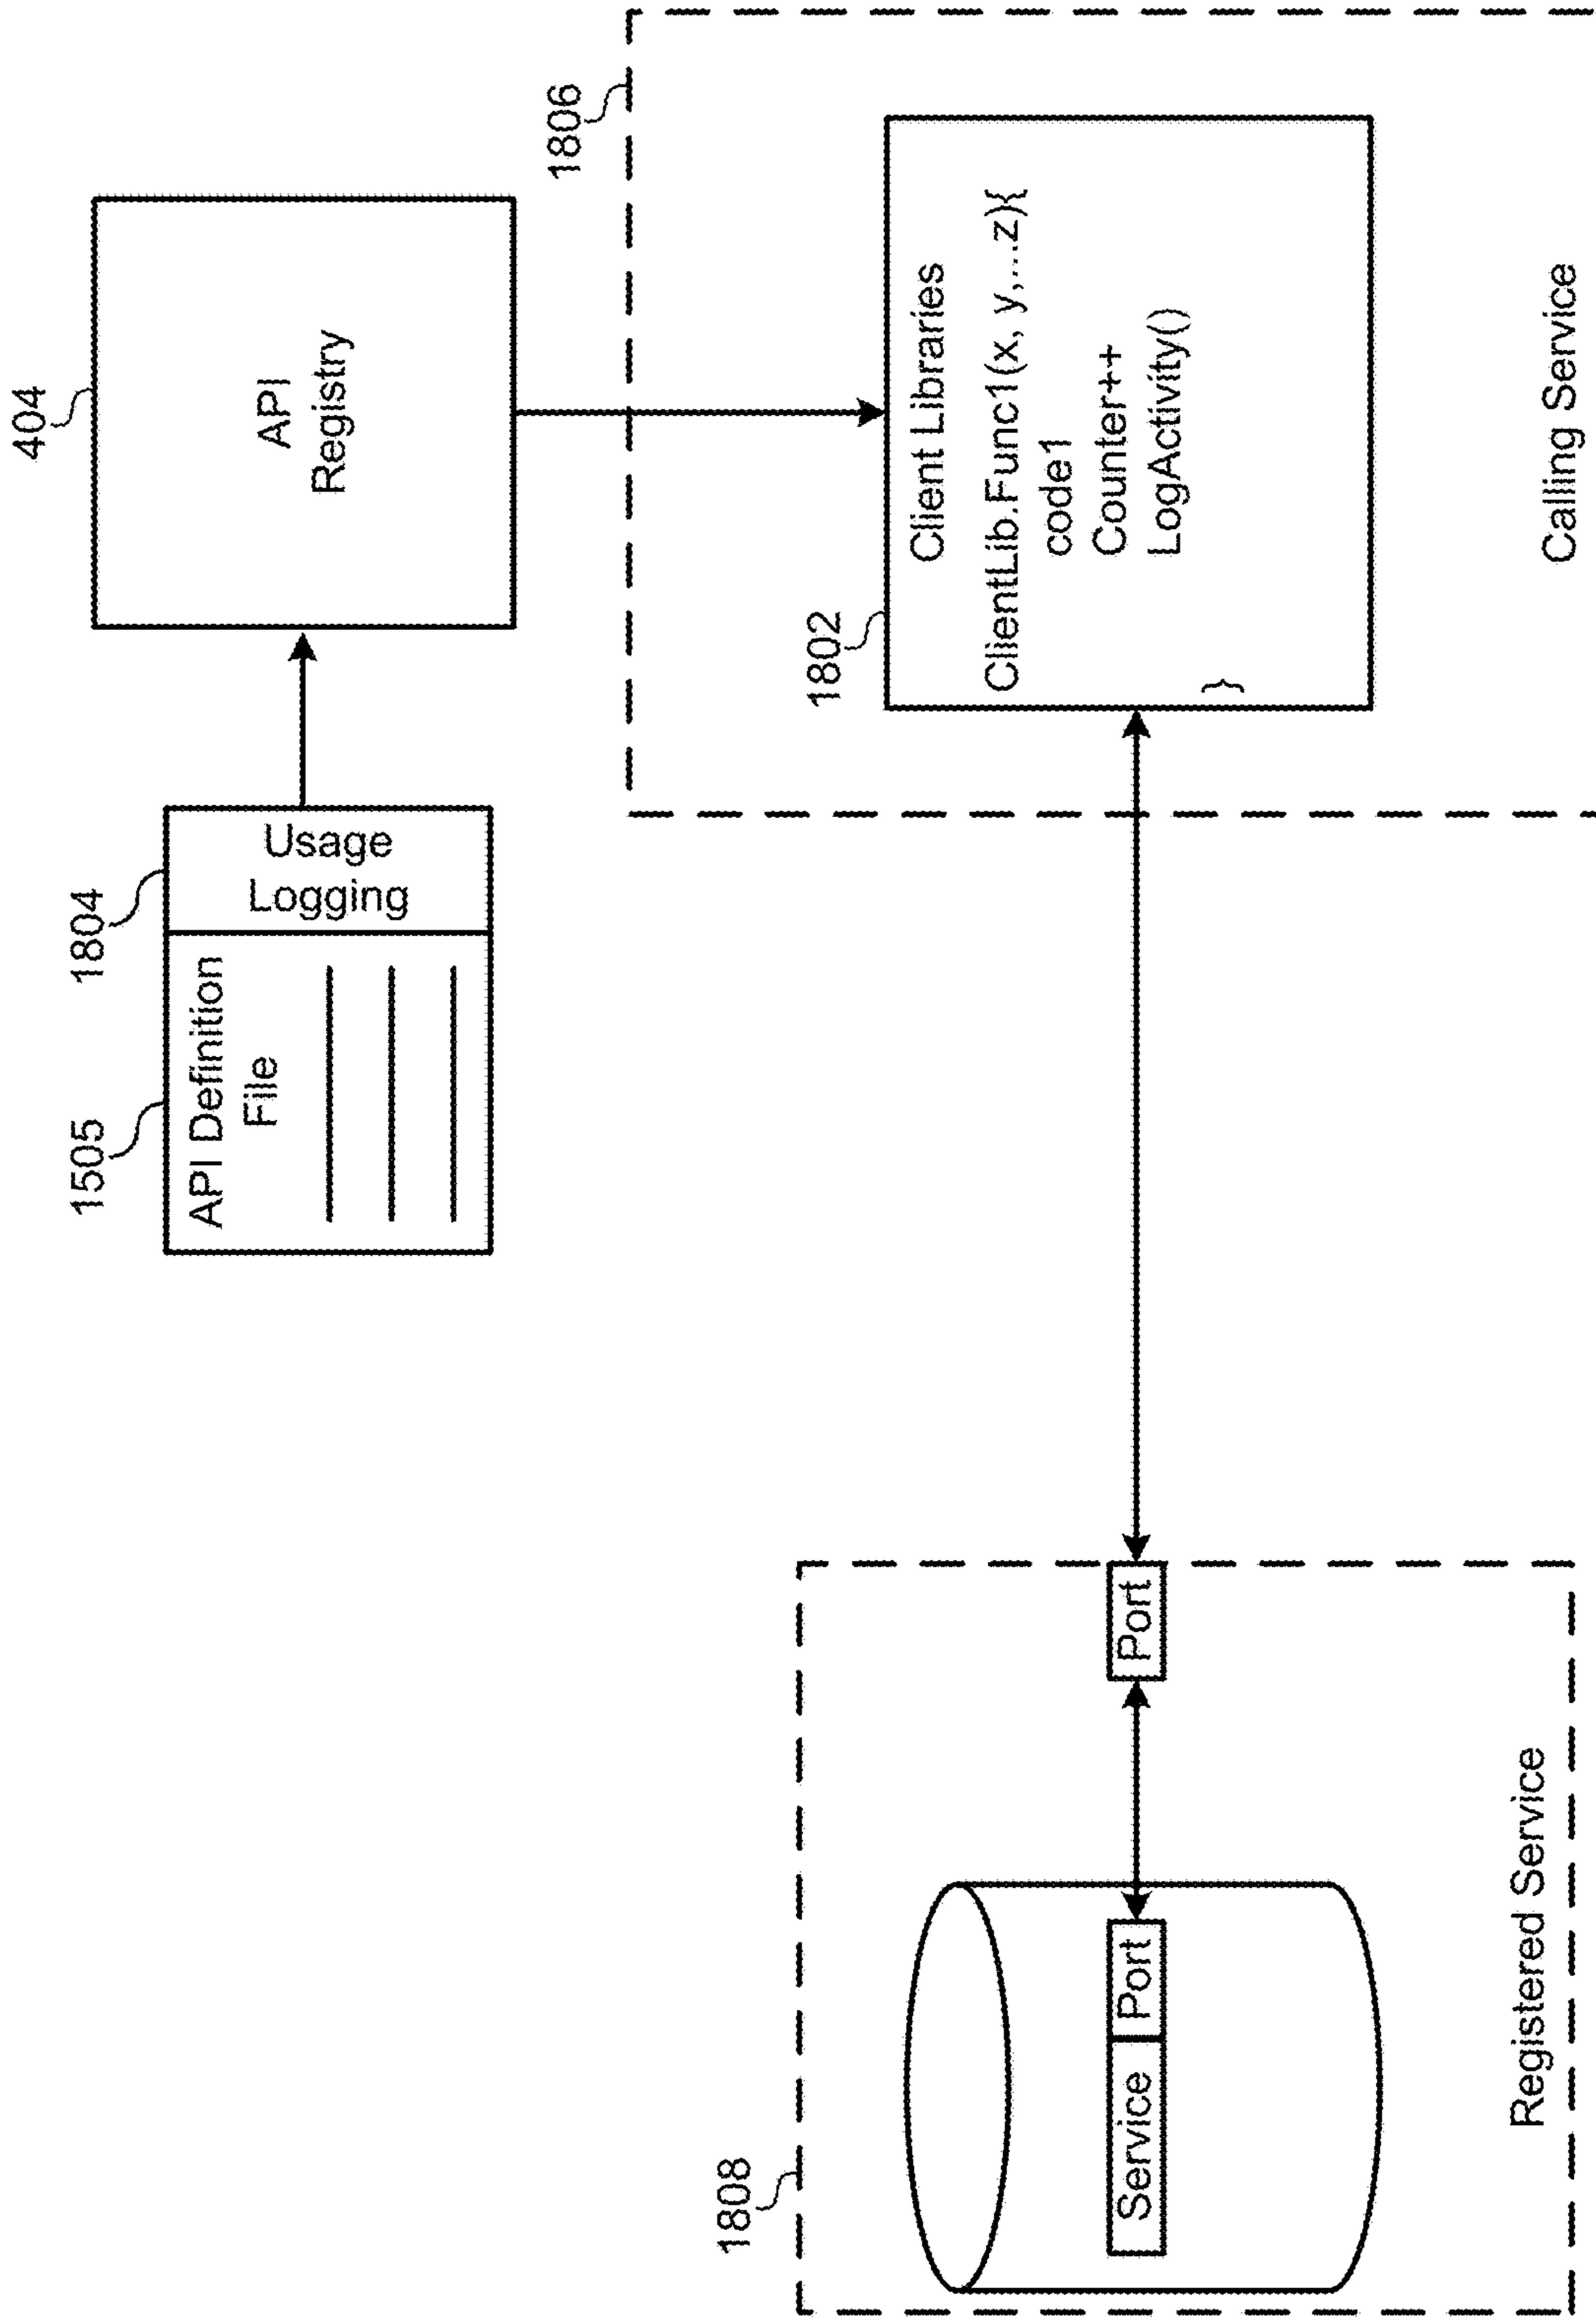 1505
1804
404
API Definition
File
Usage
Logging
API
Registry
1806
1802
Client Libraries
ClientLib.Func1(x, y,...z){
code1
Counter++
LogActivity()
}
Calling Service
1808
Service
Port
Port
Registered Service